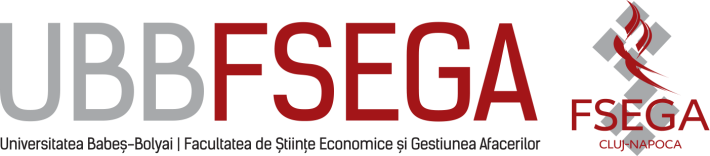 UBBFSEGA
Universitatea Babeș-Bolyai | Facultatea de Științe Economice și Gestiunea Afacerilor
FSEGA
CLUJ-NAPOCA